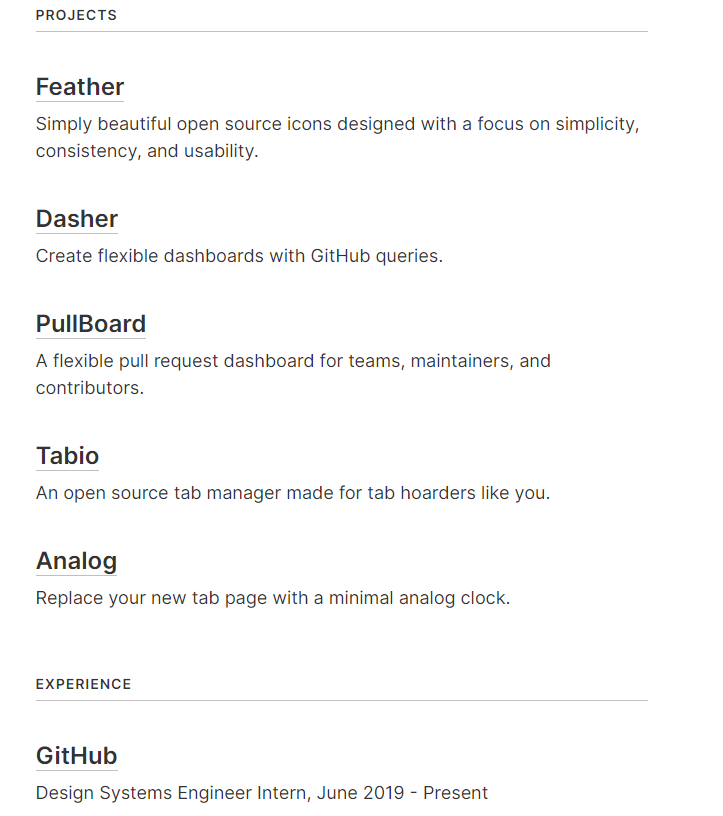 PROJECTS
Feather
Simply beautiful open source icons designed with a focus on simplicity,
consistency, and usability.
Dasher
Create flexible dashboards with GitHub queries.
PullBoard
A flexible pull request dashboard for teams, maintainers, and
contributors.
Tabio
An open source tab manager made for tab hoarders like you.
Analog
Replace your new tab page with a minimal analog clock.
EXPERIENCE
GitHub
Design Systems Engineer Intern, June 2019 - Present